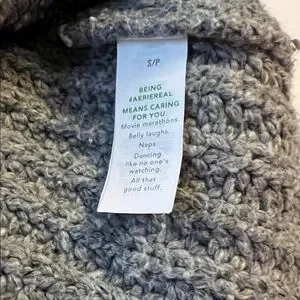 S/P
BEING
#AERIEREAL
MEANS CARING
FOR YOU.
Movie marathons.
Belly laughs.
Naps.
Dancing
like no one's
watching.
All that
good stuff.